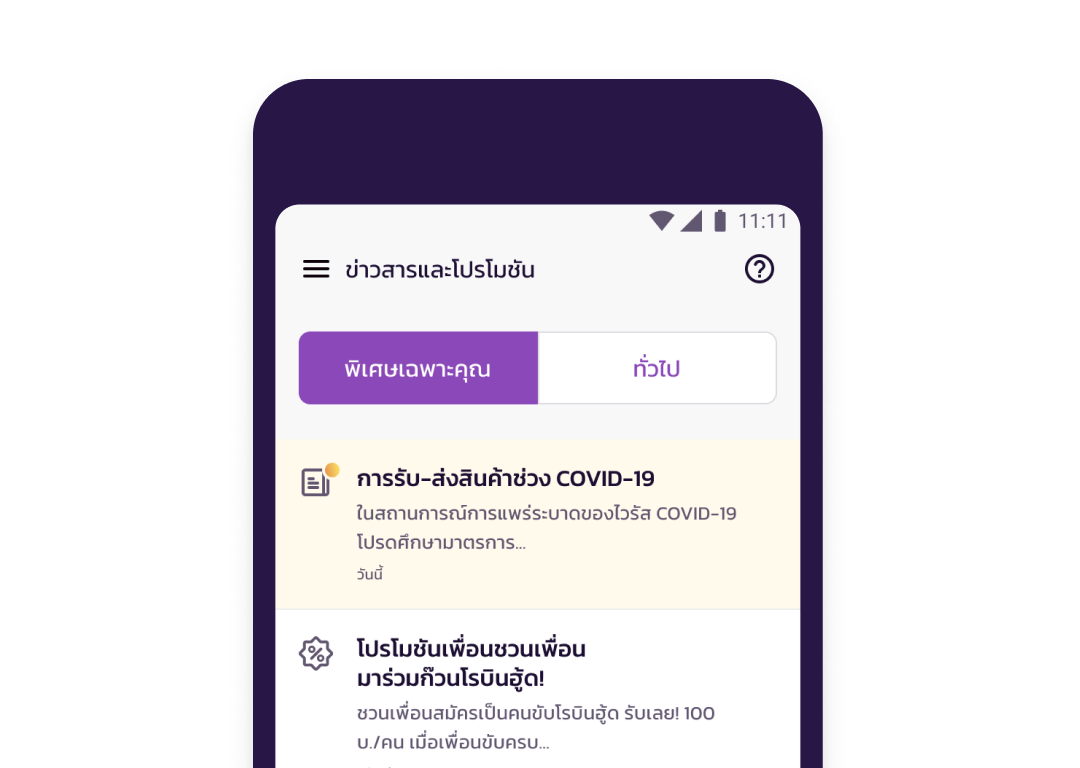 11:11
ข่าวสารและโปรโมชัน
พิเศษเฉพาะคุณ
ทั่วไป
การรับ-ส่งสินค้าช่วง COVID-19
ในสถานการณ์การแพร่ระบาดของไวรัส COVID-19
โปรดศึกษามาตรการ...
วันนี้
โปรโมชันเพื่อนชวนเพื่อน
มาร่วมก๊วนโรบินฮู้ด!
ชวนเพื่อนสมัครเป็นคนขับโรบินฮู้ด รับเลย! 100
บ./คน เมื่อเพื่อนขับครบ...